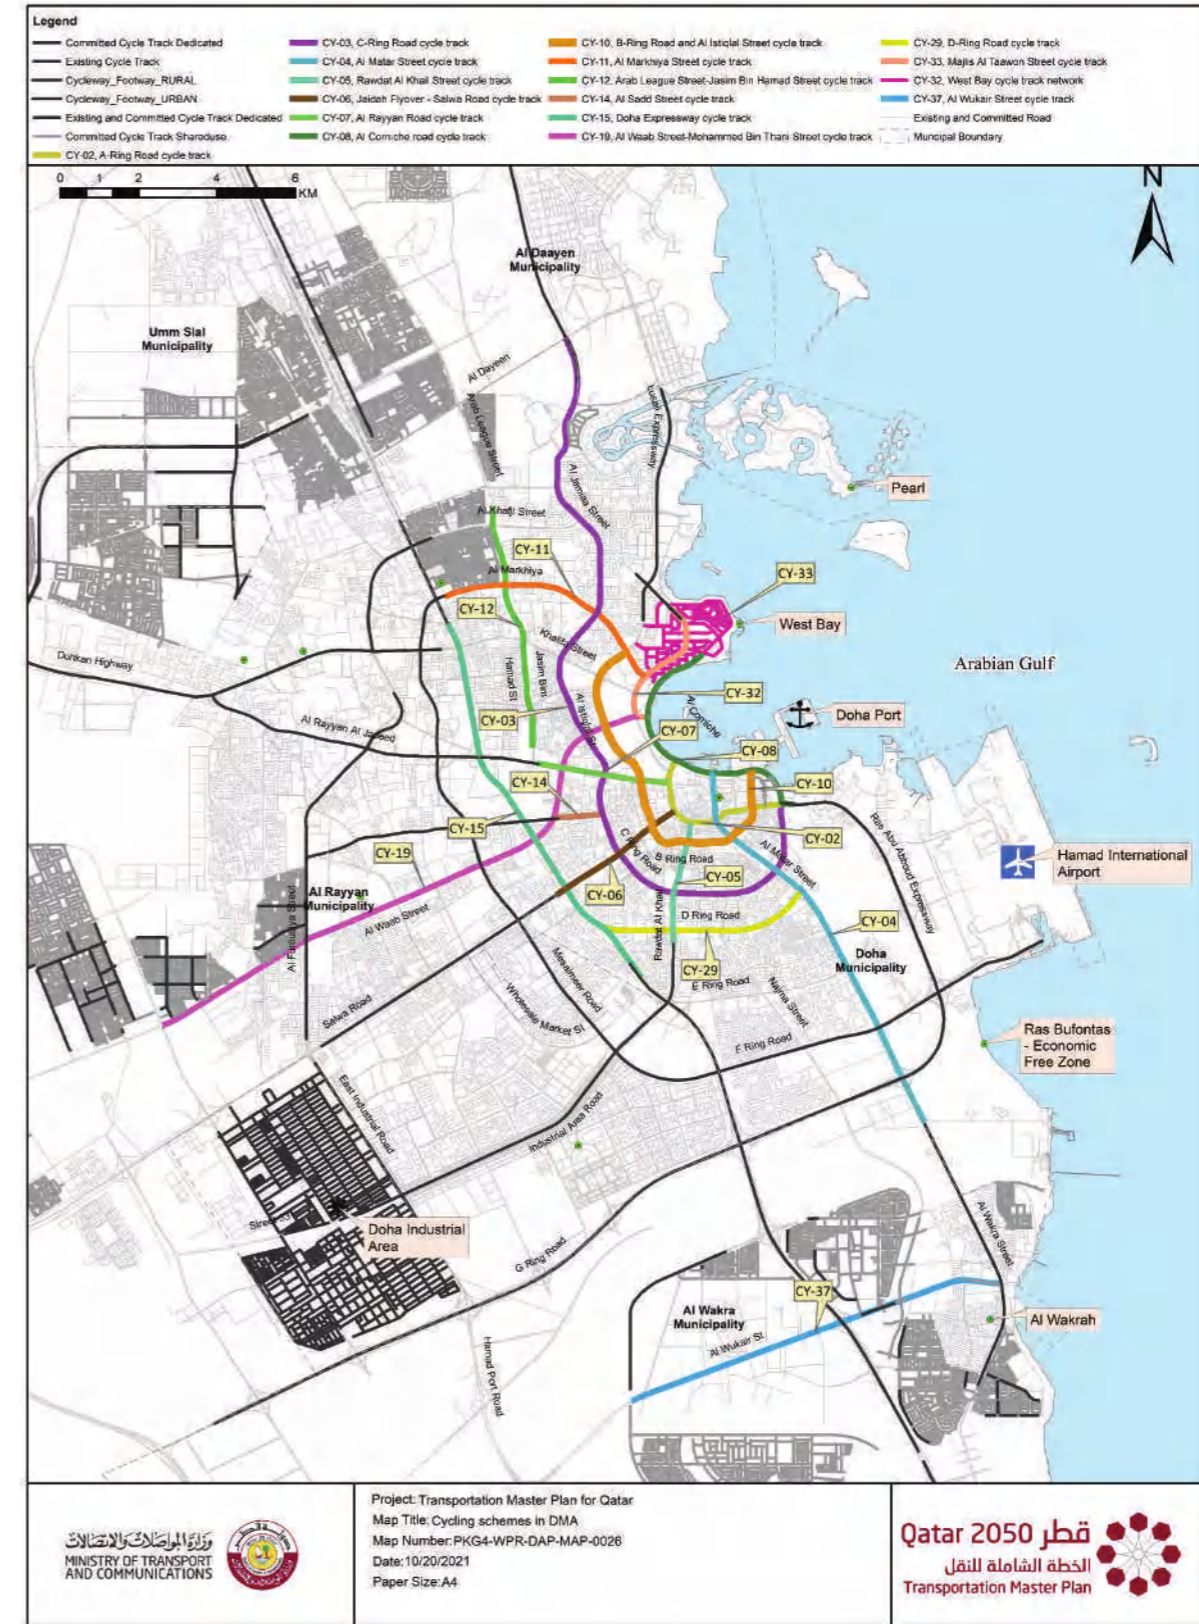 Legend
Committed Cycle Track Dedicated
Existing Cycle Track
Cycleway_Footway_RURAL
Cycleway_Footway_URBAN
Existing and Committed Cycle Track Dedicated
Committed Cycle Track Shareduse
CY-02, A-Ring Road cycle track
CY-03, C-Ring Road cycle track
CY-04, Al Matar Street cycle track
CY-05, Rawdat Al Khail Street cycle track
CY-06, Jaidah Flyover - Salwa Road cycle track
CY-07, Al Rayyan Road cycle track
CY-08, Al Corniche road cycle track
CY-10, B-Ring Road and Al Istiqlal Street cycle track
CY-11, Al Markhiya Street cycle track
CY-12, Arab League Street-Jasim Bin Hamad Street cycle track
CY-14, Al Sadd Street cycle track
CY-15, Doha Expressway cycle track
CY-19, Al Waab Street-Mohammed Bin Thani Street cycle track
CY-29, D-Ring Road cycle track
CY-33, Majlis Al Taawon Street cycle track
CY-32, West Bay cycle track network
CY-37, Al Wukair Street cycle track
Existing and Committed Road
Muncipal Boundary
0 1 2 4 6
KM
N
Al Daayen
Municipality
Umm Slal
Municipality
Al Dayeen
Arab League Street
Lusail Expressway
Al Jamiaa Street
Pearl
Al Khafji Street
CY-11
Al Markhiya
CY-33
CY-12
West Bay
Khalifa Street
Dukhan Highway
Arabian Gulf
Hamad St
Jasim Bim
CY-32
CY-03
Al Istiqlal St
Al Corniche
Doha Port
Al Rayyan Al Jadeed
CY-07
CY-08
CY-14
CY-10
CY-15
CY-02
Ras Abu Abboud Expressway
CY-19
C Ring Road
B Ring Road
Al Matar Street
Hamad International
Airport
CY-05
CY-06
Al Rayyan
Municipality
Al Furousiya Street
Al Waab Street
Rawdat Al Khail
D Ring Road
CY-04
CY-29
Doha
Municipality
Mesaimeer Road
E Ring Road
Najma Street
Salwa Road
Wholesale Market St
F Ring Road
Ras Bufontas
- Economic
Free Zone
East Industrial Road
Industrial Area Road
Street 33
Doha Industrial
Area
G Ring Road
Al Wakra Street
CY-37
Al Wakra
Municipality
Al Wakrah
Al Wukair St
Hamad Port Road
وزارة المواصلات والاتصالات
MINISTRY OF TRANSPORT
AND COMMUNICATIONS
Project: Transportation Master Plan for Qatar
Map Title: Cycling schemes in DMA
Map Number: PKG4-WPR-DAP-MAP-0026
Date:10/20/2021
Paper Size:A4
Qatar 2050 قطر
الخطة الشاملة للنقل
Transportation Master Plan